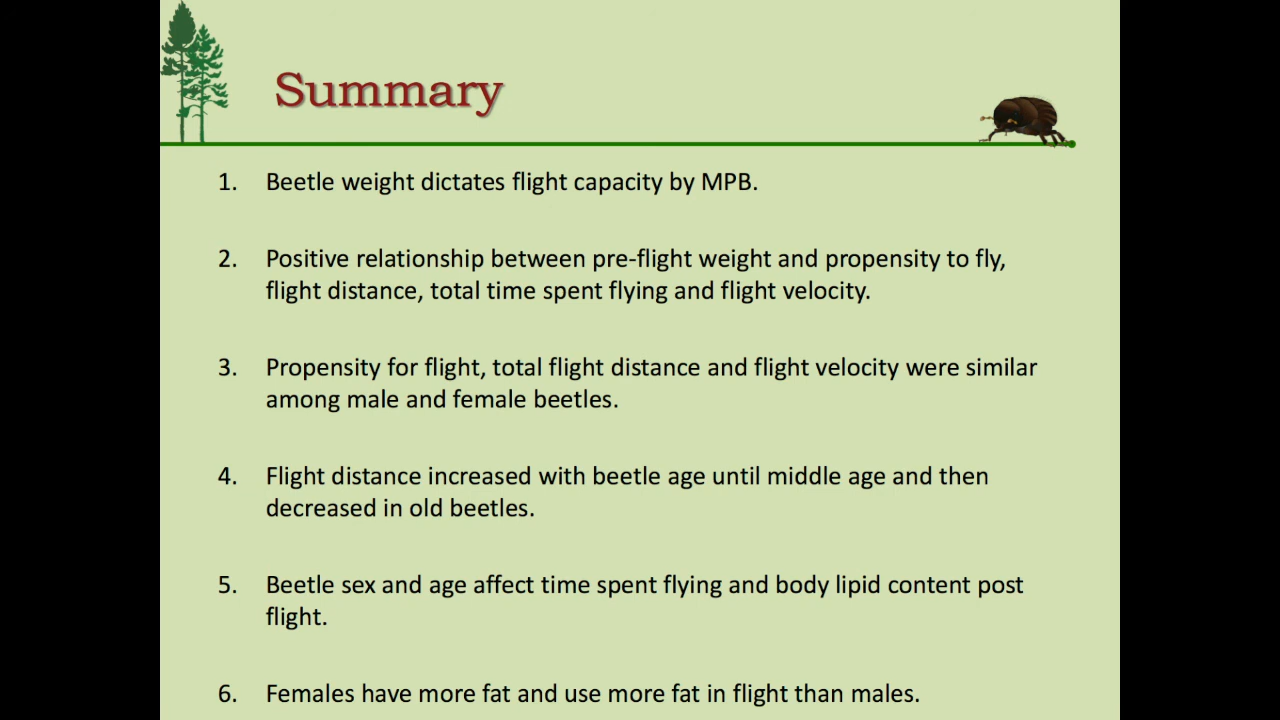 Summary
1. Beetle weight dictates flight capacity by MPB.
2. Positive relationship between pre-flight weight and propensity to fly,
flight distance, total time spent flying and flight velocity.
3. Propensity for flight, total flight distance and flight velocity were similar
among male and female beetles.
4. Flight distance increased with beetle age until middle age and then
decreased in old beetles.
5. Beetle sex and age affect time spent flying and body lipid content post
flight.
6. Females have more fat and use more fat in flight than males.